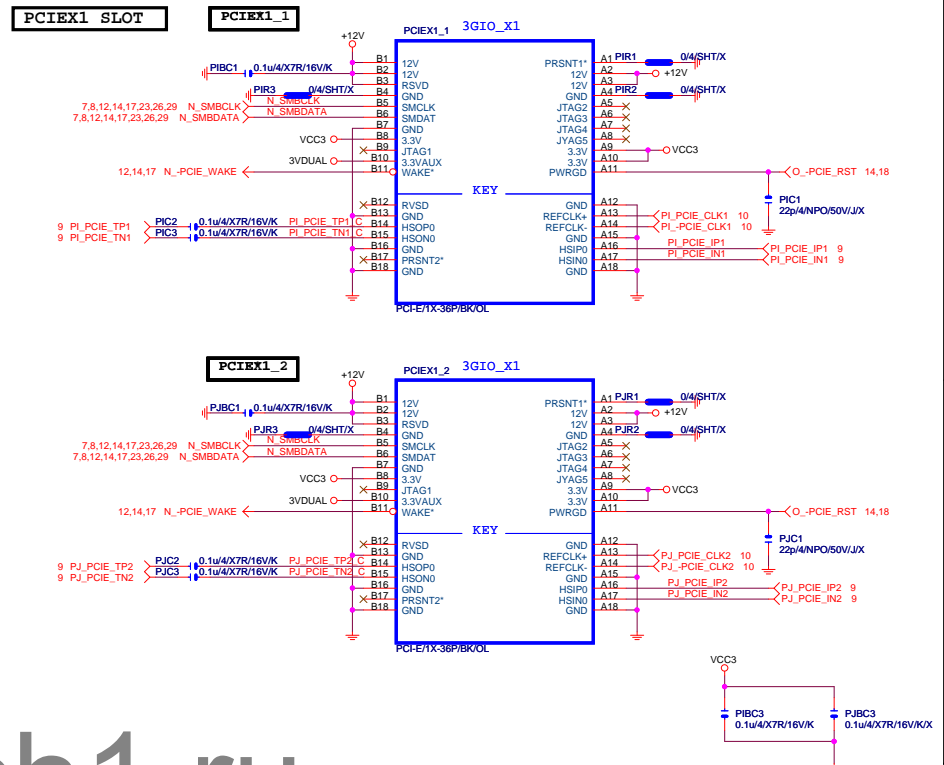 PCIEX1 SLOT
PCIEX1_1
PCIEX1_1 3GIO_X1
+12V
B1 12V PRSNT1* A1 PIR1 0/4/SHT/X
PIBC1 0.1u/4/X7R/16V/K B2 12V 12V A2 +12V
B3 RSVD 12V A3
PIR3 0/4/SHT/X B4 GND GND A4 PIR2 0/4/SHT/X
7,8,12,14,17,23,26,29 N_SMBCLK N_SMBCLK B5 SMCLK JTAG2 A5
7,8,12,14,17,23,26,29 N_SMBDATA N_SMBDATA B6 SMDAT JTAG3 A6
B7 GND JTAG4 A7
VCC3 B8 3.3V JYAG5 A8
B9 JTAG1 3.3V A9 VCC3
3VDUAL B10 3.3VAUX 3.3V A10
12,14,17 N_-PCIE_WAKE B11 WAKE* PWRGD A11 O_-PCIE_RST 14,18
KEY
PIC1
22p/4/NPO/50V/J/X
B12 RVSD GND A12
B13 GND REFCLK+ A13 PI_PCIE_CLK1 10
9 PI_PCIE_TP1 PIC2 0.1u/4/X7R/16V/K PI_PCIE_TP1_C B14 HSOP0 REFCLK- A14 PI_-PCIE_CLK1 10
9 PI_PCIE_TN1 PIC3 0.1u/4/X7R/16V/K PI_PCIE_TN1_C B15 HSON0 GND A15
B16 GND HSIP0 A16 PI_PCIE_IP1 PI_PCIE_IP1 9
B17 PRSNT2* HSIN0 A17 PI_PCIE_IN1 PI_PCIE_IN1 9
B18 GND GND A18
PCI-E/1X-36P/BK/OL
PCIEX1_2
PCIEX1_2 3GIO_X1
+12V
B1 12V PRSNT1* A1 PJR1 0/4/SHT/X
PJBC1 0.1u/4/X7R/16V/K B2 12V 12V A2 +12V
B3 RSVD 12V A3
PJR3 0/4/SHT/X B4 GND GND A4 PJR2 0/4/SHT/X
7,8,12,14,17,23,26,29 N_SMBCLK N_SMBCLK B5 SMCLK JTAG2 A5
7,8,12,14,17,23,26,29 N_SMBDATA N_SMBDATA B6 SMDAT JTAG3 A6
B7 GND JTAG4 A7
VCC3 B8 3.3V JYAG5 A8
B9 JTAG1 3.3V A9 VCC3
3VDUAL B10 3.3VAUX 3.3V A10
12,14,17 N_-PCIE_WAKE B11 WAKE* PWRGD A11 O_-PCIE_RST 14,18
KEY
PJC1
22p/4/NPO/50V/J/X
B12 RVSD GND A12
B13 GND REFCLK+ A13 PJ_PCIE_CLK2 10
9 PJ_PCIE_TP2 PJC2 0.1u/4/X7R/16V/K PJ_PCIE_TP2_C B14 HSOP0 REFCLK- A14 PJ_-PCIE_CLK2 10
9 PJ_PCIE_TN2 PJC3 0.1u/4/X7R/16V/K PJ_PCIE_TN2_C B15 HSON0 GND A15
B16 GND HSIP0 A16 PJ_PCIE_IP2 PJ_PCIE_IP2 9
B17 PRSNT2* HSIN0 A17 PJ_PCIE_IN2 PJ_PCIE_IN2 9
B18 GND GND A18
PCI-E/1X-36P/BK/OL
VCC3
PIBC3 PJBC3
0.1u/4/X7R/16V/K 0.1u/4/X7R/16V/K/X